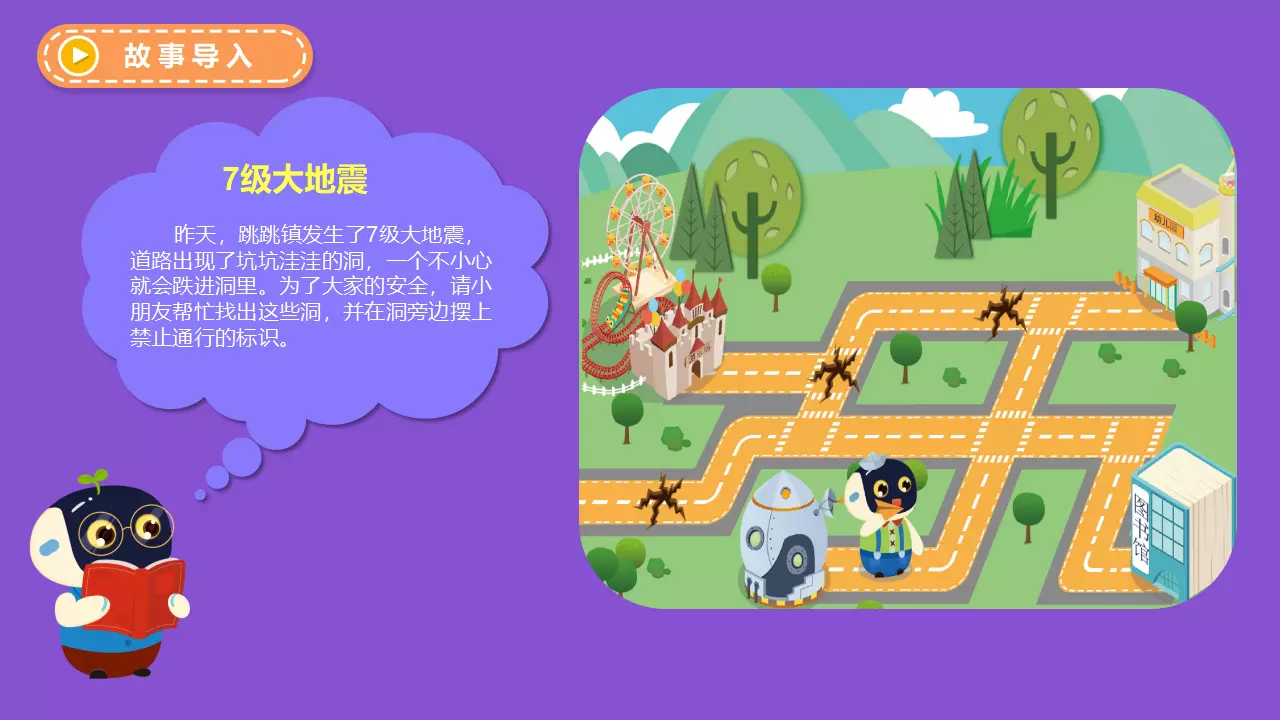 故事导入
7级大地震
昨天，跳跳镇发生了7级大地震，
道路出现了坑坑洼洼的洞，一个不小心
就会跌进洞里。为了大家的安全，请小
朋友帮忙找出这些洞，并在洞旁边摆上
禁止通行的标识。
幼儿园
图书馆